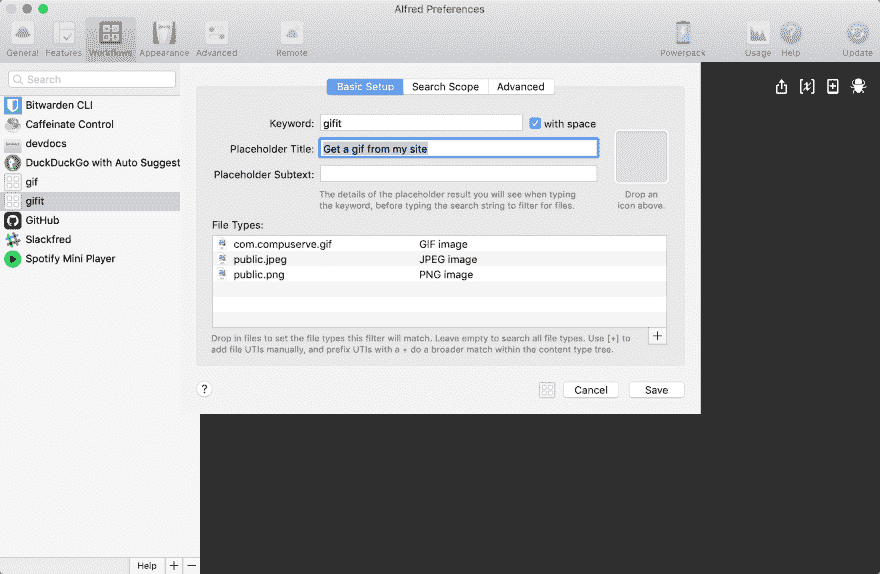 Alfred Preferences
General Features Workflows Appearance Advanced Remote Powerpack Usage Help Update
Search
Basic Setup Search Scope Advanced
Bitwarden CLI
Caffeinate Control
devdocs
DuckDuckGo with Auto Suggest
gif
gifit
GitHub
Slackfred
Spotify Mini Player
Keyword: gifit with space
Placeholder Title: Get a gif from my site
Placeholder Subtext:
The details of the placeholder result you will see when typing
the keyword, before typing the search string to filter for files.
Drop an
icon above.
File Types:
com.compuserve.gif GIF image
public.jpeg JPEG image
public.png PNG image
Drop in files to set the file types this filter will match. Leave empty to search all file types. Use [+] to
add file UTIs manually, and prefix UTIs with a + do a broader match within the content type tree.
? Cancel Save
Help + −